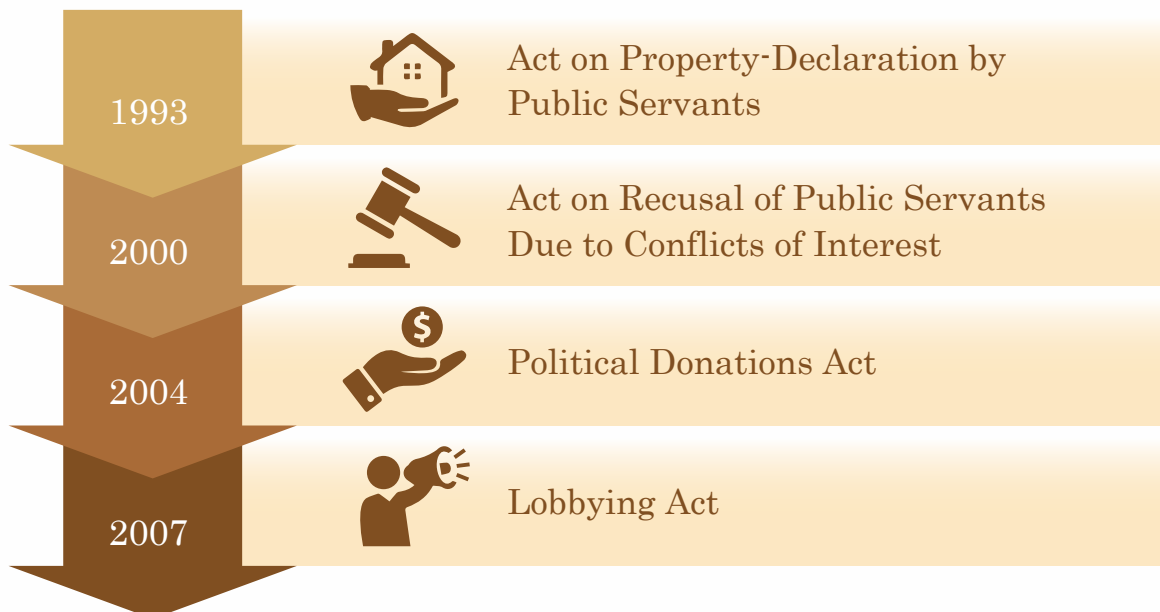 1993
Act on Property-Declaration by
Public Servants
2000
Act on Recusal of Public Servants
Due to Conflicts of Interest
$
2004
Political Donations Act
2007
Lobbying Act